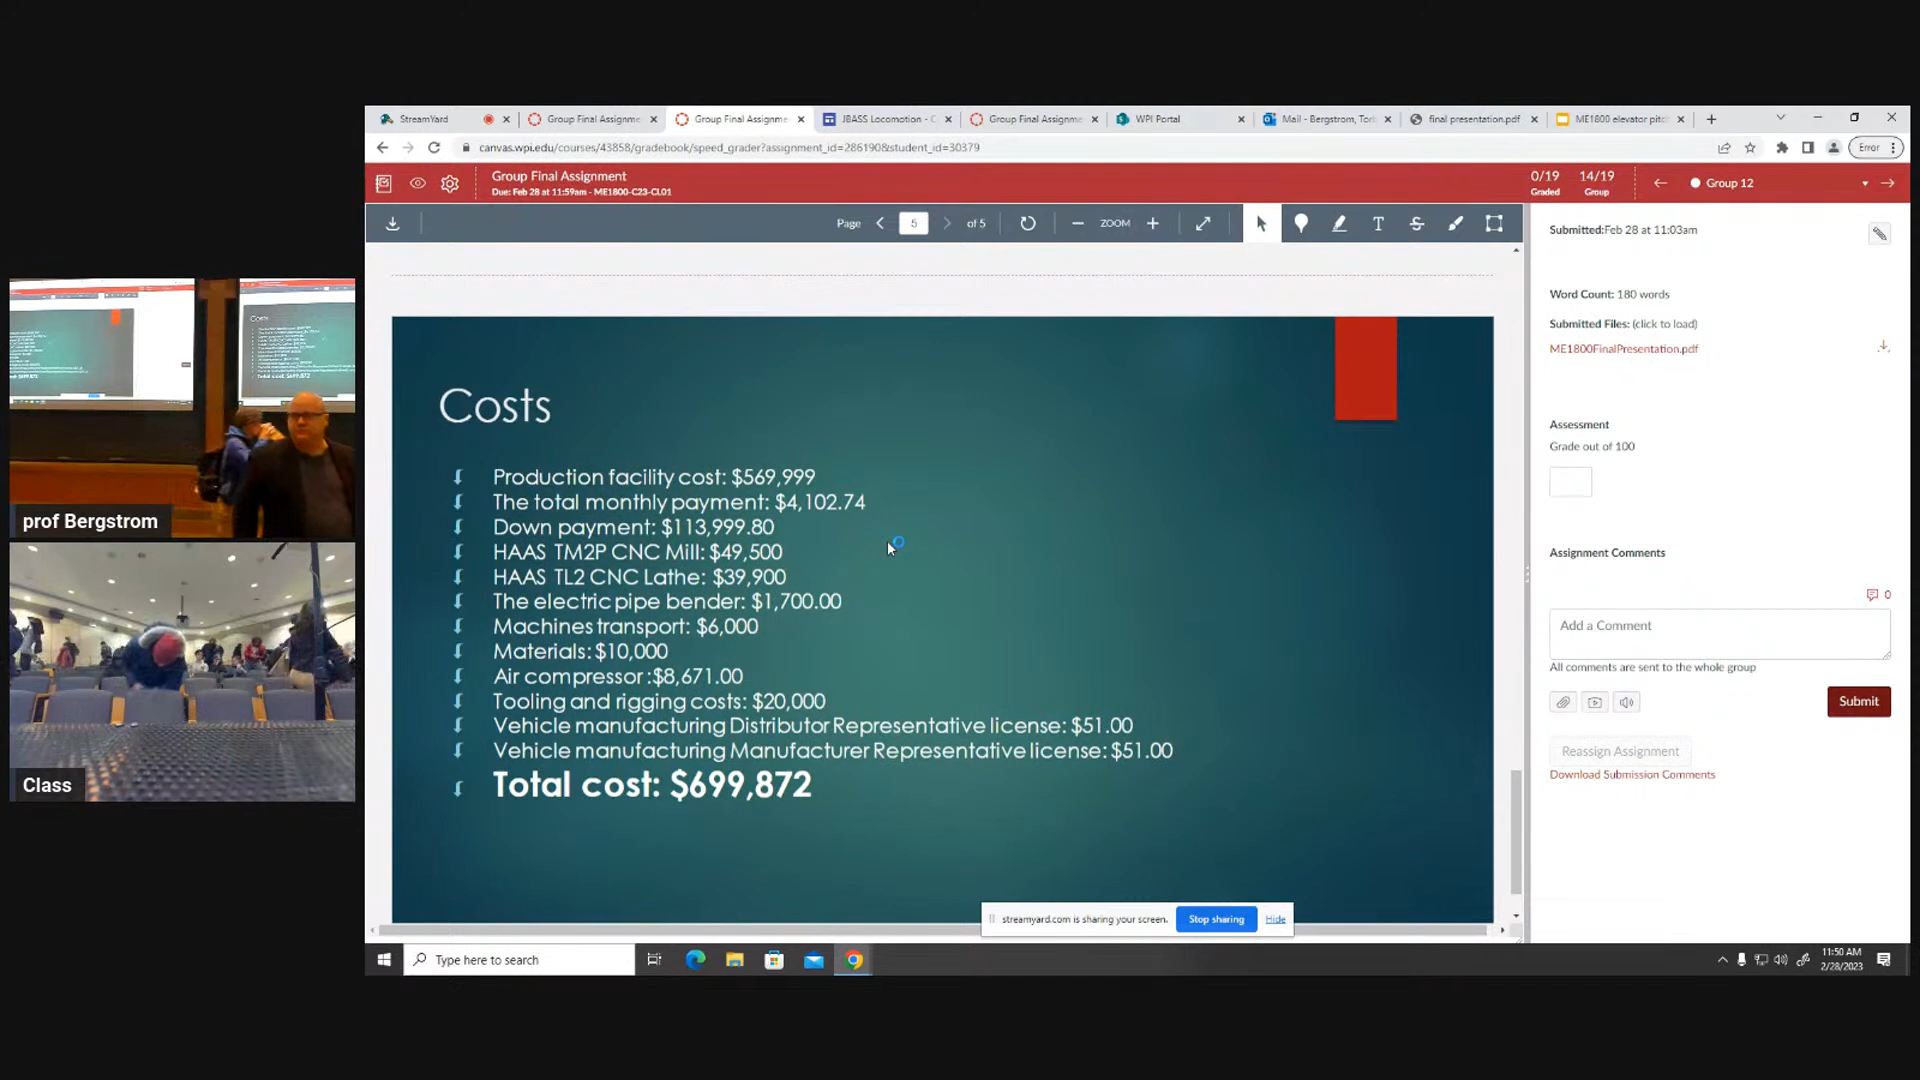 StreamYard
Group Final Assignme
Group Final Assignme
JBASS Locomotion - C
Group Final Assignme
WPI Portal
Mail - Bergstrom, Torb
final presentation.pdf
ME1800 elevator pitc
canvas.wpi.edu/courses/43858/gradebook/speed_grader?assignment_id=286190&student_id=30379
Error
Group Final Assignment
Due: Feb 28 at 11:59am - ME1800-C23-CL01
0/19
Graded
14/19
Group
Group 12
Page
5
of 5
ZOOM
Costs
Production facility cost: $569,999
The total monthly payment: $4,102.74
Down payment: $113,999.80
HAAS TM2P CNC Mill: $49,500
HAAS TL2 CNC Lathe: $39,900
The electric pipe bender: $1,700.00
Machines transport: $6,000
Materials: $10,000
Air compressor :$8,671.00
Tooling and rigging costs: $20,000
Vehicle manufacturing Distributor Representative license: $51.00
Vehicle manufacturing Manufacturer Representative license: $51.00
Total cost: $699,872
Submitted:Feb 28 at 11:03am
Word Count: 180 words
Submitted Files: (click to load)
ME1800FinalPresentation.pdf
Assessment
Grade out of 100
Assignment Comments
0
Add a Comment
All comments are sent to the whole group
Submit
Reassign Assignment
Download Submission Comments
streamyard.com is sharing your screen.
Stop sharing
Hide
Type here to search
11:50 AM
2/28/2023
Costs
Total cost: $699,872
prof Bergstrom
Class